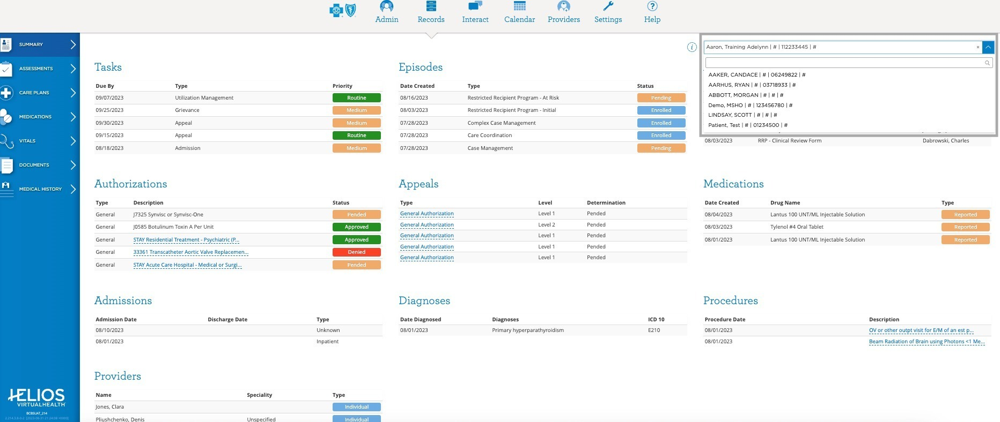 Admin Records Interact Calendar Providers Settings Help
SUMMARY
ASSESSMENTS
CARE PLANS
MEDICATIONS
VITALS
DOCUMENTS
MEDICAL HISTORY
HELIOS
VIRTUALHEALTH
BCBSUAT_214
Aaron, Training Adelynn | # | 112233445 | #
AAKER, CANDACE | # | 06249822 | #
AARHUS, RYAN | # | 03718933 | #
ABBOTT, MORGAN | # | # | #
Demo, MSHO | # | 123456780 | #
LINDSAY, SCOTT | # | # | #
Patient, Test | # | 01234500 | #
08/03/2023 RRP - Clinical Review Form Dabrowski, Charles
Tasks
Due By Type Priority
09/07/2023 Utilization Management Routine
09/25/2023 Grievance Medium
09/30/2023 Appeal Medium
09/15/2023 Appeal Routine
08/18/2023 Admission Medium
Episodes
Date Created Type Status
08/16/2023 Restricted Recipient Program - At Risk Pending
08/03/2023 Restricted Recipient Program - Initial Enrolled
07/28/2023 Complex Case Management Enrolled
07/28/2023 Care Coordination Enrolled
07/28/2023 Case Management Pending
Authorizations
Type Description Status
General J7325 Synvisc or Synvisc-One Pended
General J0585 Botulinum Toxin A Per Unit Approved
General STAY Residential Treatment - Psychiatric (P... Approved
General 33361 Transcatheter Aortic Valve Replacemen... Denied
General STAY Acute Care Hospital - Medical or Surgi... Pended
Appeals
Type Level Determination
General Authorization Level 1 Pended
General Authorization Level 2 Pended
General Authorization Level 1 Pended
General Authorization Level 1 Pended
General Authorization Level 1 Pended
Medications
Date Created Drug Name Type
08/04/2023 Lantus 100 UNT/ML Injectable Solution Reported
08/03/2023 Tylenol #4 Oral Tablet Reported
08/01/2023 Lantus 100 UNT/ML Injectable Solution Reported
Admissions
Admission Date Discharge Date Type
08/10/2023 Unknown
08/01/2023 Inpatient
Diagnoses
Date Diagnosed Diagnoses ICD 10
08/01/2023 Primary hyperparathyroidism E210
Procedures
Procedure Date Description
08/01/2023 OV or other outpt visit for E/M of an est p...
08/01/2023 Beam Radiation of Brain using Photons <1 Me...
Providers
Name Speciality Type
Jones, Clara Individual
Pliushchenko, Denis Unspecified Individual